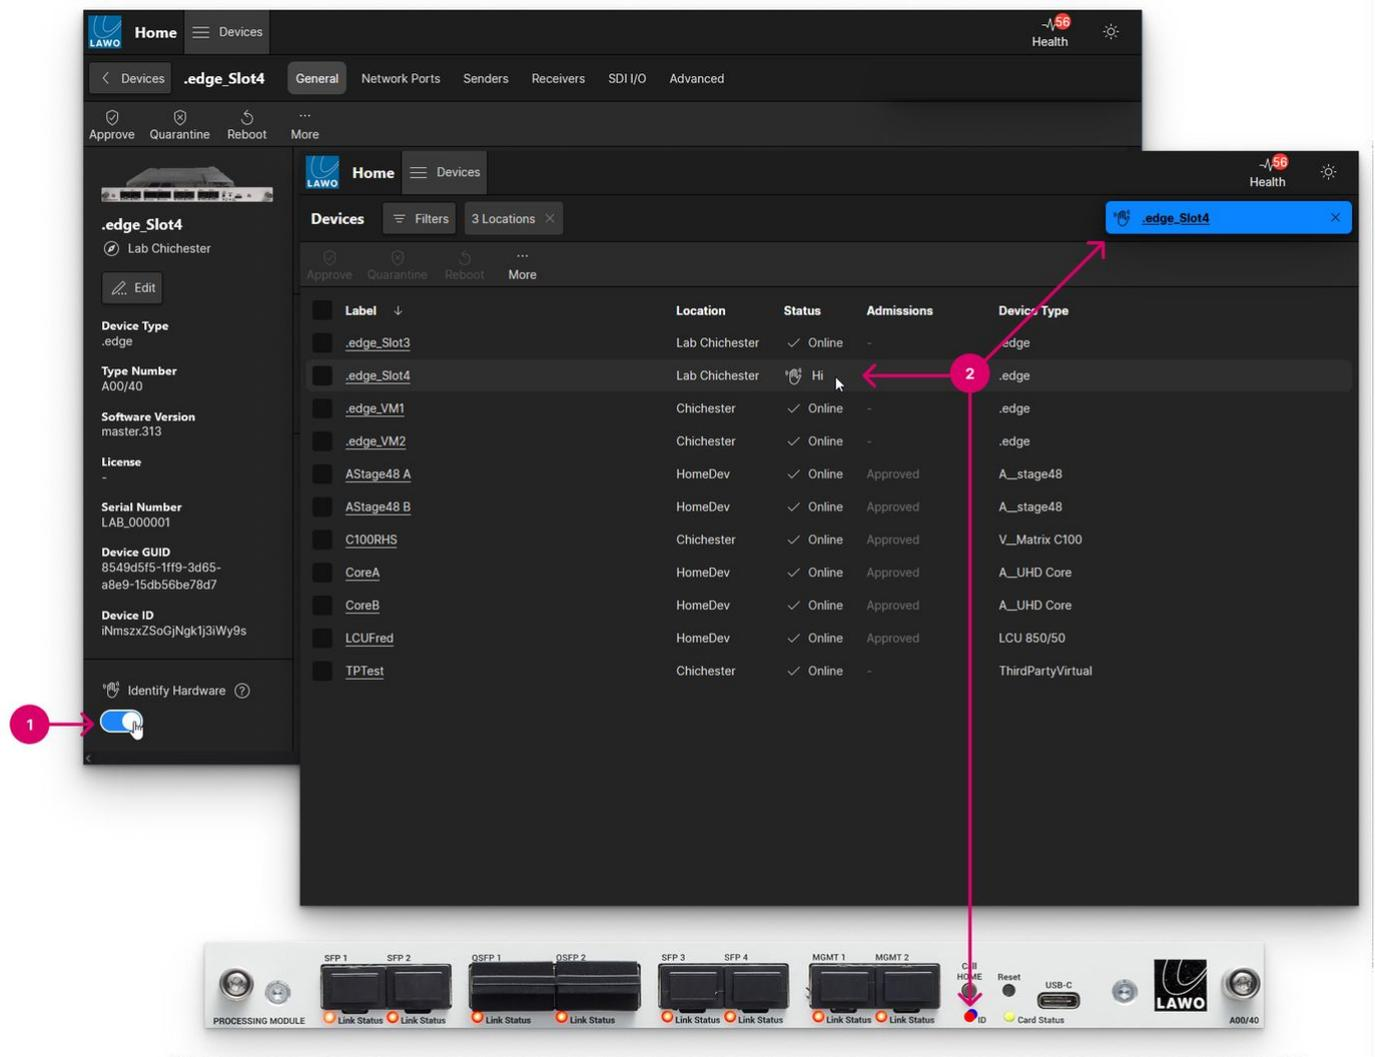 LAWO
Home
Devices
56
Health
Devices
.edge_Slot4
General
Network Ports
Senders
Receivers
SDI I/O
Advanced
Approve
Quarantine
Reboot
More
.edge_Slot4
Lab Chichester
Edit
Device Type
.edge
Type Number
A00/40
Software Version
master.313
License
-
Serial Number
LAB_000001
Device GUID
8549d5f5-1ff9-3d65-
a8e9-15db56be78d7
Device ID
iNmszxZSoGjNgk1j3iWy9s
Identify Hardware ?
1
LAWO
Home
Devices
56
Health
Devices
Filters
3 Locations
.edge_Slot4
Approve
Quarantine
Reboot
More
Label Location Status Admissions Device Type
.edge_Slot3 Lab Chichester Online - .edge
.edge_Slot4 Lab Chichester Hi .edge
2
.edge_VM1 Chichester Online - .edge
.edge_VM2 Chichester Online - .edge
AStage48 A HomeDev Online Approved A__stage48
AStage48 B HomeDev Online Approved A__stage48
C100RHS Chichester Online Approved V__Matrix C100
CoreA HomeDev Online Approved A__UHD Core
CoreB HomeDev Online Approved A__UHD Core
LCUFred HomeDev Online Approved LCU 850/50
TPTest Chichester Online - ThirdPartyVirtual
SFP 1 SFP 2 QSFP 1 QSFP 2 SFP 3 SFP 4 MGMT 1 MGMT 2
Call
HOME
Reset
USB-C
LAWO
PROCESSING MODULE
Link Status Link Status Link Status Link Status Link Status Link Status Link Status Link Status
ID
Card Status
A00/40